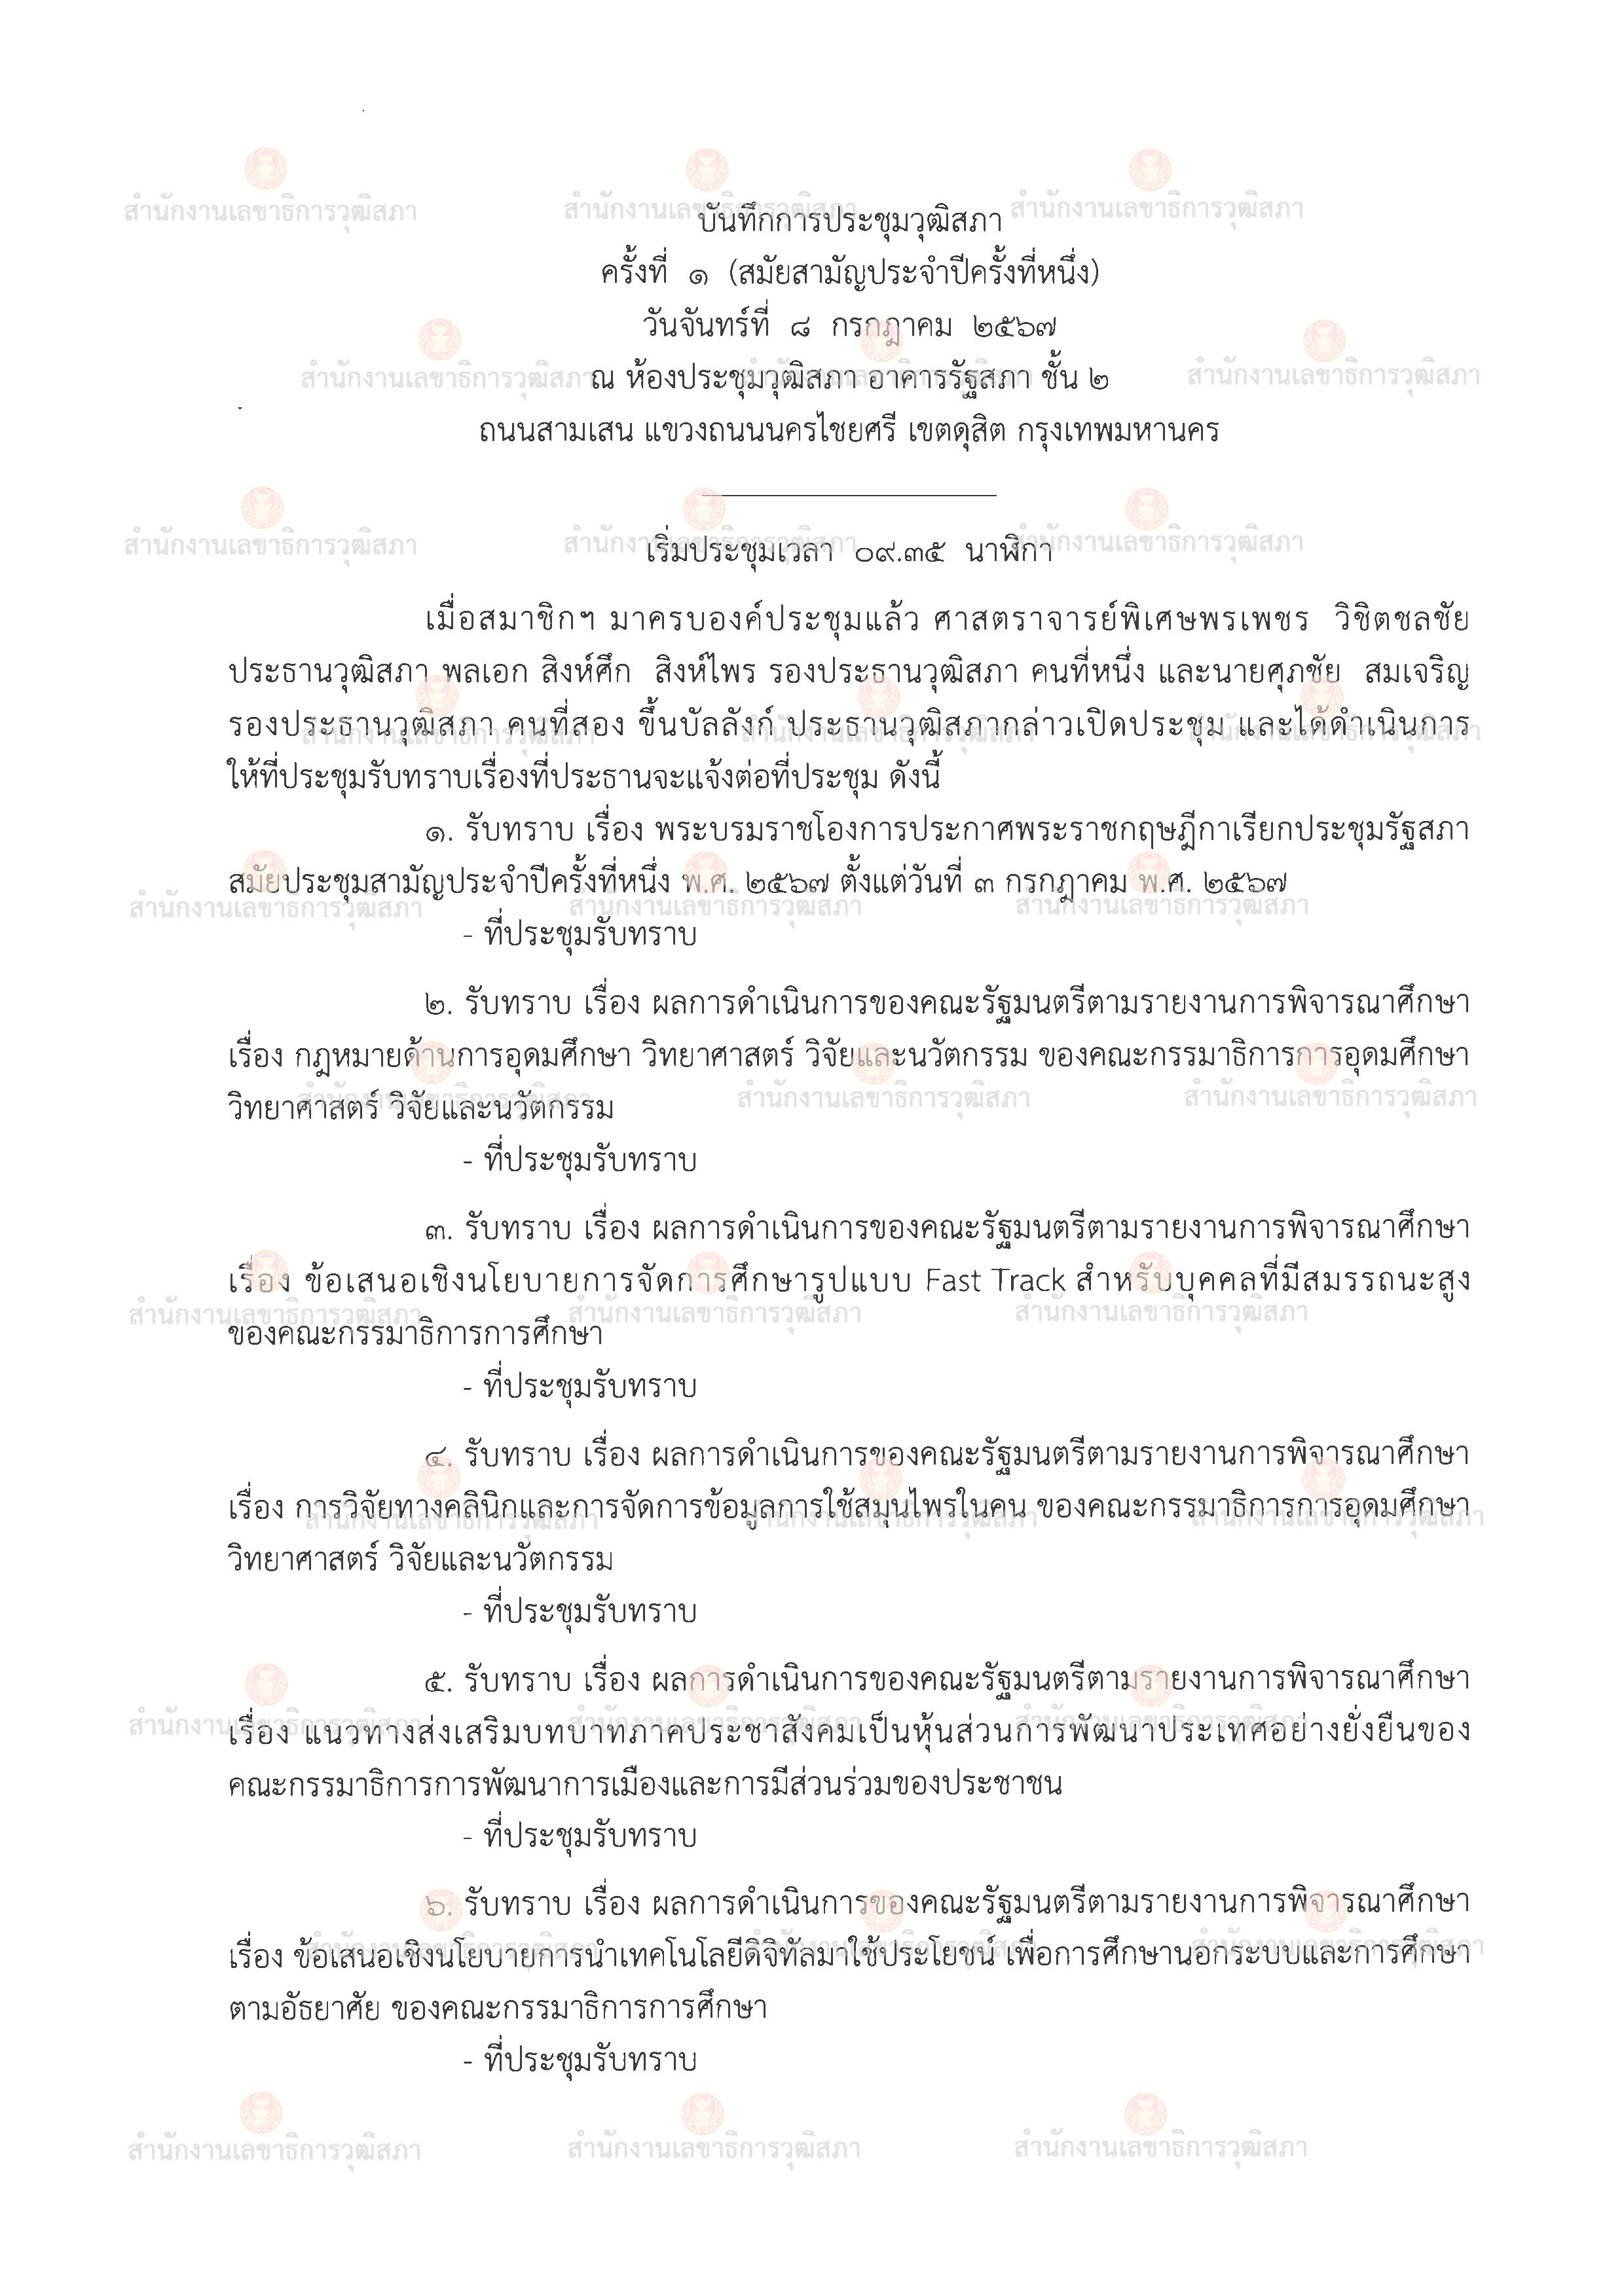 บันทึกการประชุมวุฒิสภา
ครั้งที่ ๑ (สมัยสามัญประจำปีครั้งที่หนึ่ง)
วันจันทร์ที่ ๘ กรกฎาคม ๒๕๖๗
ณ ห้องประชุมวุฒิสภา อาคารรัฐสภา ชั้น ๒
ถนนสามเสน แขวงถนนนครไชยศรี เขตดุสิต กรุงเทพมหานคร
เริ่มประชุมเวลา ๐๙.๓๕ นาฬิกา
เมื่อสมาชิกฯ มาครบองค์ประชุมแล้ว ศาสตราจารย์พิเศษพรเพชร วิชิตชลชัย
ประธานวุฒิสภา พลเอก สิงห์ศึก สิงห์ไพร รองประธานวุฒิสภา คนที่หนึ่ง และนายศุภชัย สมเจริญ
รองประธานวุฒิสภา คนที่สอง ขึ้นบัลลังก์ ประธานวุฒิสภากล่าวเปิดประชุม และได้ดำเนินการ
ให้ที่ประชุมรับทราบเรื่องที่ประธานจะแจ้งต่อที่ประชุม ดังนี้
๑. รับทราบ เรื่อง พระบรมราชโองการประกาศพระราชกฤษฎีกาเรียกประชุมรัฐสภา
สมัยประชุมสามัญประจำปีครั้งที่หนึ่ง พ.ศ. ๒๕๖๗ ตั้งแต่วันที่ ๓ กรกฎาคม พ.ศ. ๒๕๖๗
- ที่ประชุมรับทราบ
๒. รับทราบ เรื่อง ผลการดำเนินการของคณะรัฐมนตรีตามรายงานการพิจารณาศึกษา
เรื่อง กฎหมายด้านการอุดมศึกษา วิทยาศาสตร์ วิจัยและนวัตกรรม ของคณะกรรมาธิการการอุดมศึกษา
วิทยาศาสตร์ วิจัยและนวัตกรรม
- ที่ประชุมรับทราบ
๓. รับทราบ เรื่อง ผลการดำเนินการของคณะรัฐมนตรีตามรายงานการพิจารณาศึกษา
เรื่อง ข้อเสนอเชิงนโยบายการจัดการศึกษารูปแบบ Fast Track สำหรับบุคคลที่มีสมรรถนะสูง
ของคณะกรรมาธิการการศึกษา
- ที่ประชุมรับทราบ
๔. รับทราบ เรื่อง ผลการดำเนินการของคณะรัฐมนตรีตามรายงานการพิจารณาศึกษา
เรื่อง การวิจัยทางคลินิกและการจัดการข้อมูลการใช้สมุนไพรในคน ของคณะกรรมาธิการการอุดมศึกษา
วิทยาศาสตร์ วิจัยและนวัตกรรม
- ที่ประชุมรับทราบ
๕. รับทราบ เรื่อง ผลการดำเนินการของคณะรัฐมนตรีตามรายงานการพิจารณาศึกษา
เรื่อง แนวทางส่งเสริมบทบาทภาคประชาสังคมเป็นหุ้นส่วนการพัฒนาประเทศอย่างยั่งยืนของ
คณะกรรมาธิการการพัฒนาการเมืองและการมีส่วนร่วมของประชาชน
- ที่ประชุมรับทราบ
๖. รับทราบ เรื่อง ผลการดำเนินการของคณะรัฐมนตรีตามรายงานการพิจารณาศึกษา
เรื่อง ข้อเสนอเชิงนโยบายการนำเทคโนโลยีดิจิทัลมาใช้ประโยชน์ เพื่อการศึกษานอกระบบและการศึกษา
ตามอัธยาศัย ของคณะกรรมาธิการการศึกษา
- ที่ประชุมรับทราบ
สำนักงานเลขาธิการวุฒิสภา